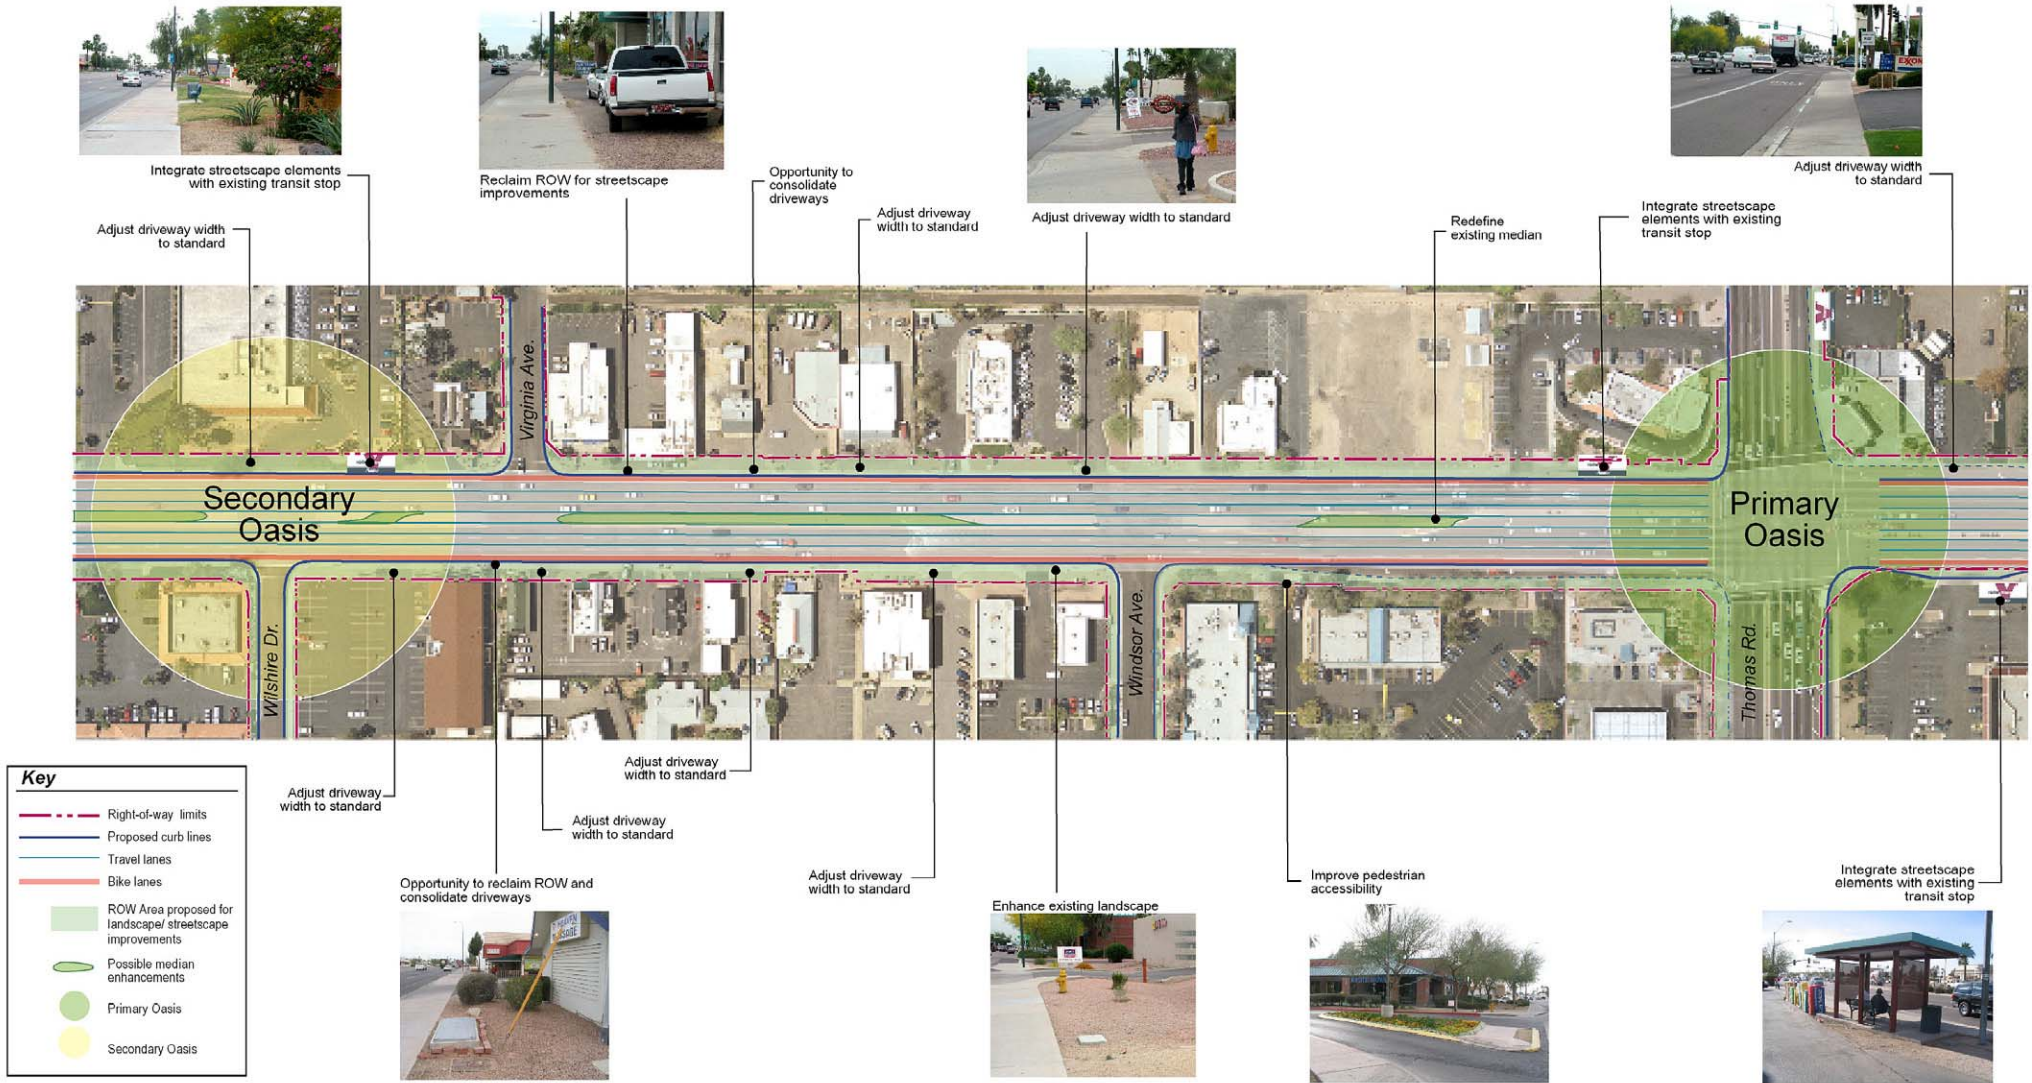 Integrate streetscape elements
with existing transit stop
Adjust driveway width
to standard
Reclaim ROW for streetscape
improvements
Opportunity to
consolidate
driveways
Adjust driveway
width to standard
Adjust driveway width to standard
Redefine
existing median
Integrate streetscape
elements with existing
transit stop
EXXON
Adjust driveway width
to standard
Virginia Ave.
Secondary
Oasis
Primary
Oasis
Wilshire Dr.
Windsor Ave.
Thomas Rd.
Key
Right-of-way limits
Proposed curb lines
Travel lanes
Bike lanes
ROW Area proposed for
landscape/ streetscape
improvements
Possible median
enhancements
Primary Oasis
Secondary Oasis
Adjust driveway
width to standard
Adjust driveway
width to standard
Adjust driveway
width to standard
Opportunity to reclaim ROW and
consolidate driveways
Adjust driveway
width to standard
Enhance existing landscape
Improve pedestrian
accessibility
Integrate streetscape
elements with existing
transit stop